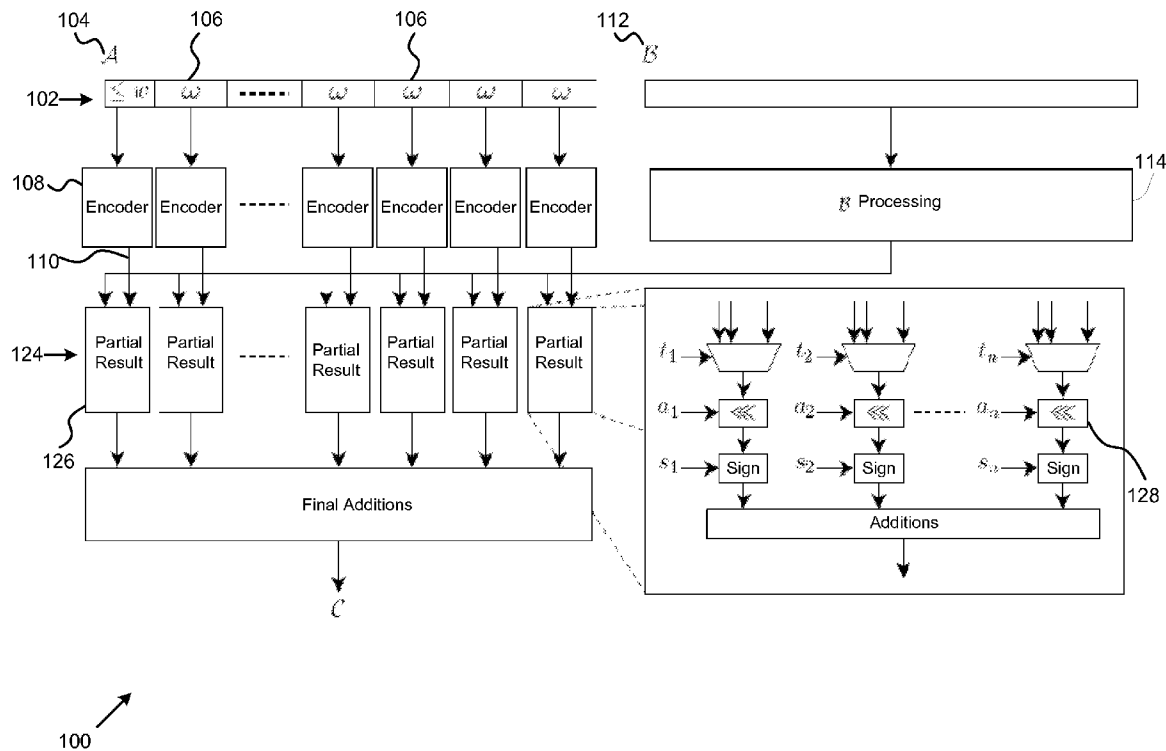 104 106 106 112
𝒜 ℬ
102 ≤ w ω ω ω ω ω
108 114
Encoder Encoder Encoder Encoder Encoder Encoder
ℬ Processing
110
124
Partial Result Partial Result Partial Result Partial Result Partial Result Partial Result
t₁ t₂ tₙ
a₁ ⋘ a₂ ⋘ aₙ ⋘
126
s₁ Sign s₂ Sign sₙ Sign
128
Final Additions
Additions
𝒞
100